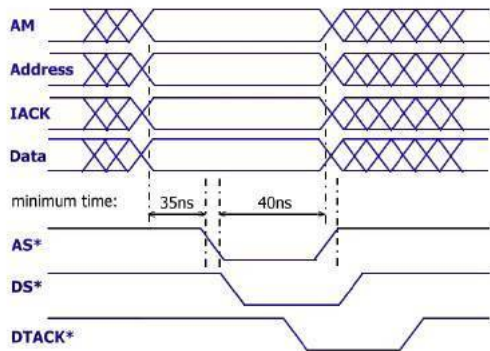 AM
Address
IACK
Data
minimum time: 35ns 40ns
AS*
DS*
DTACK*